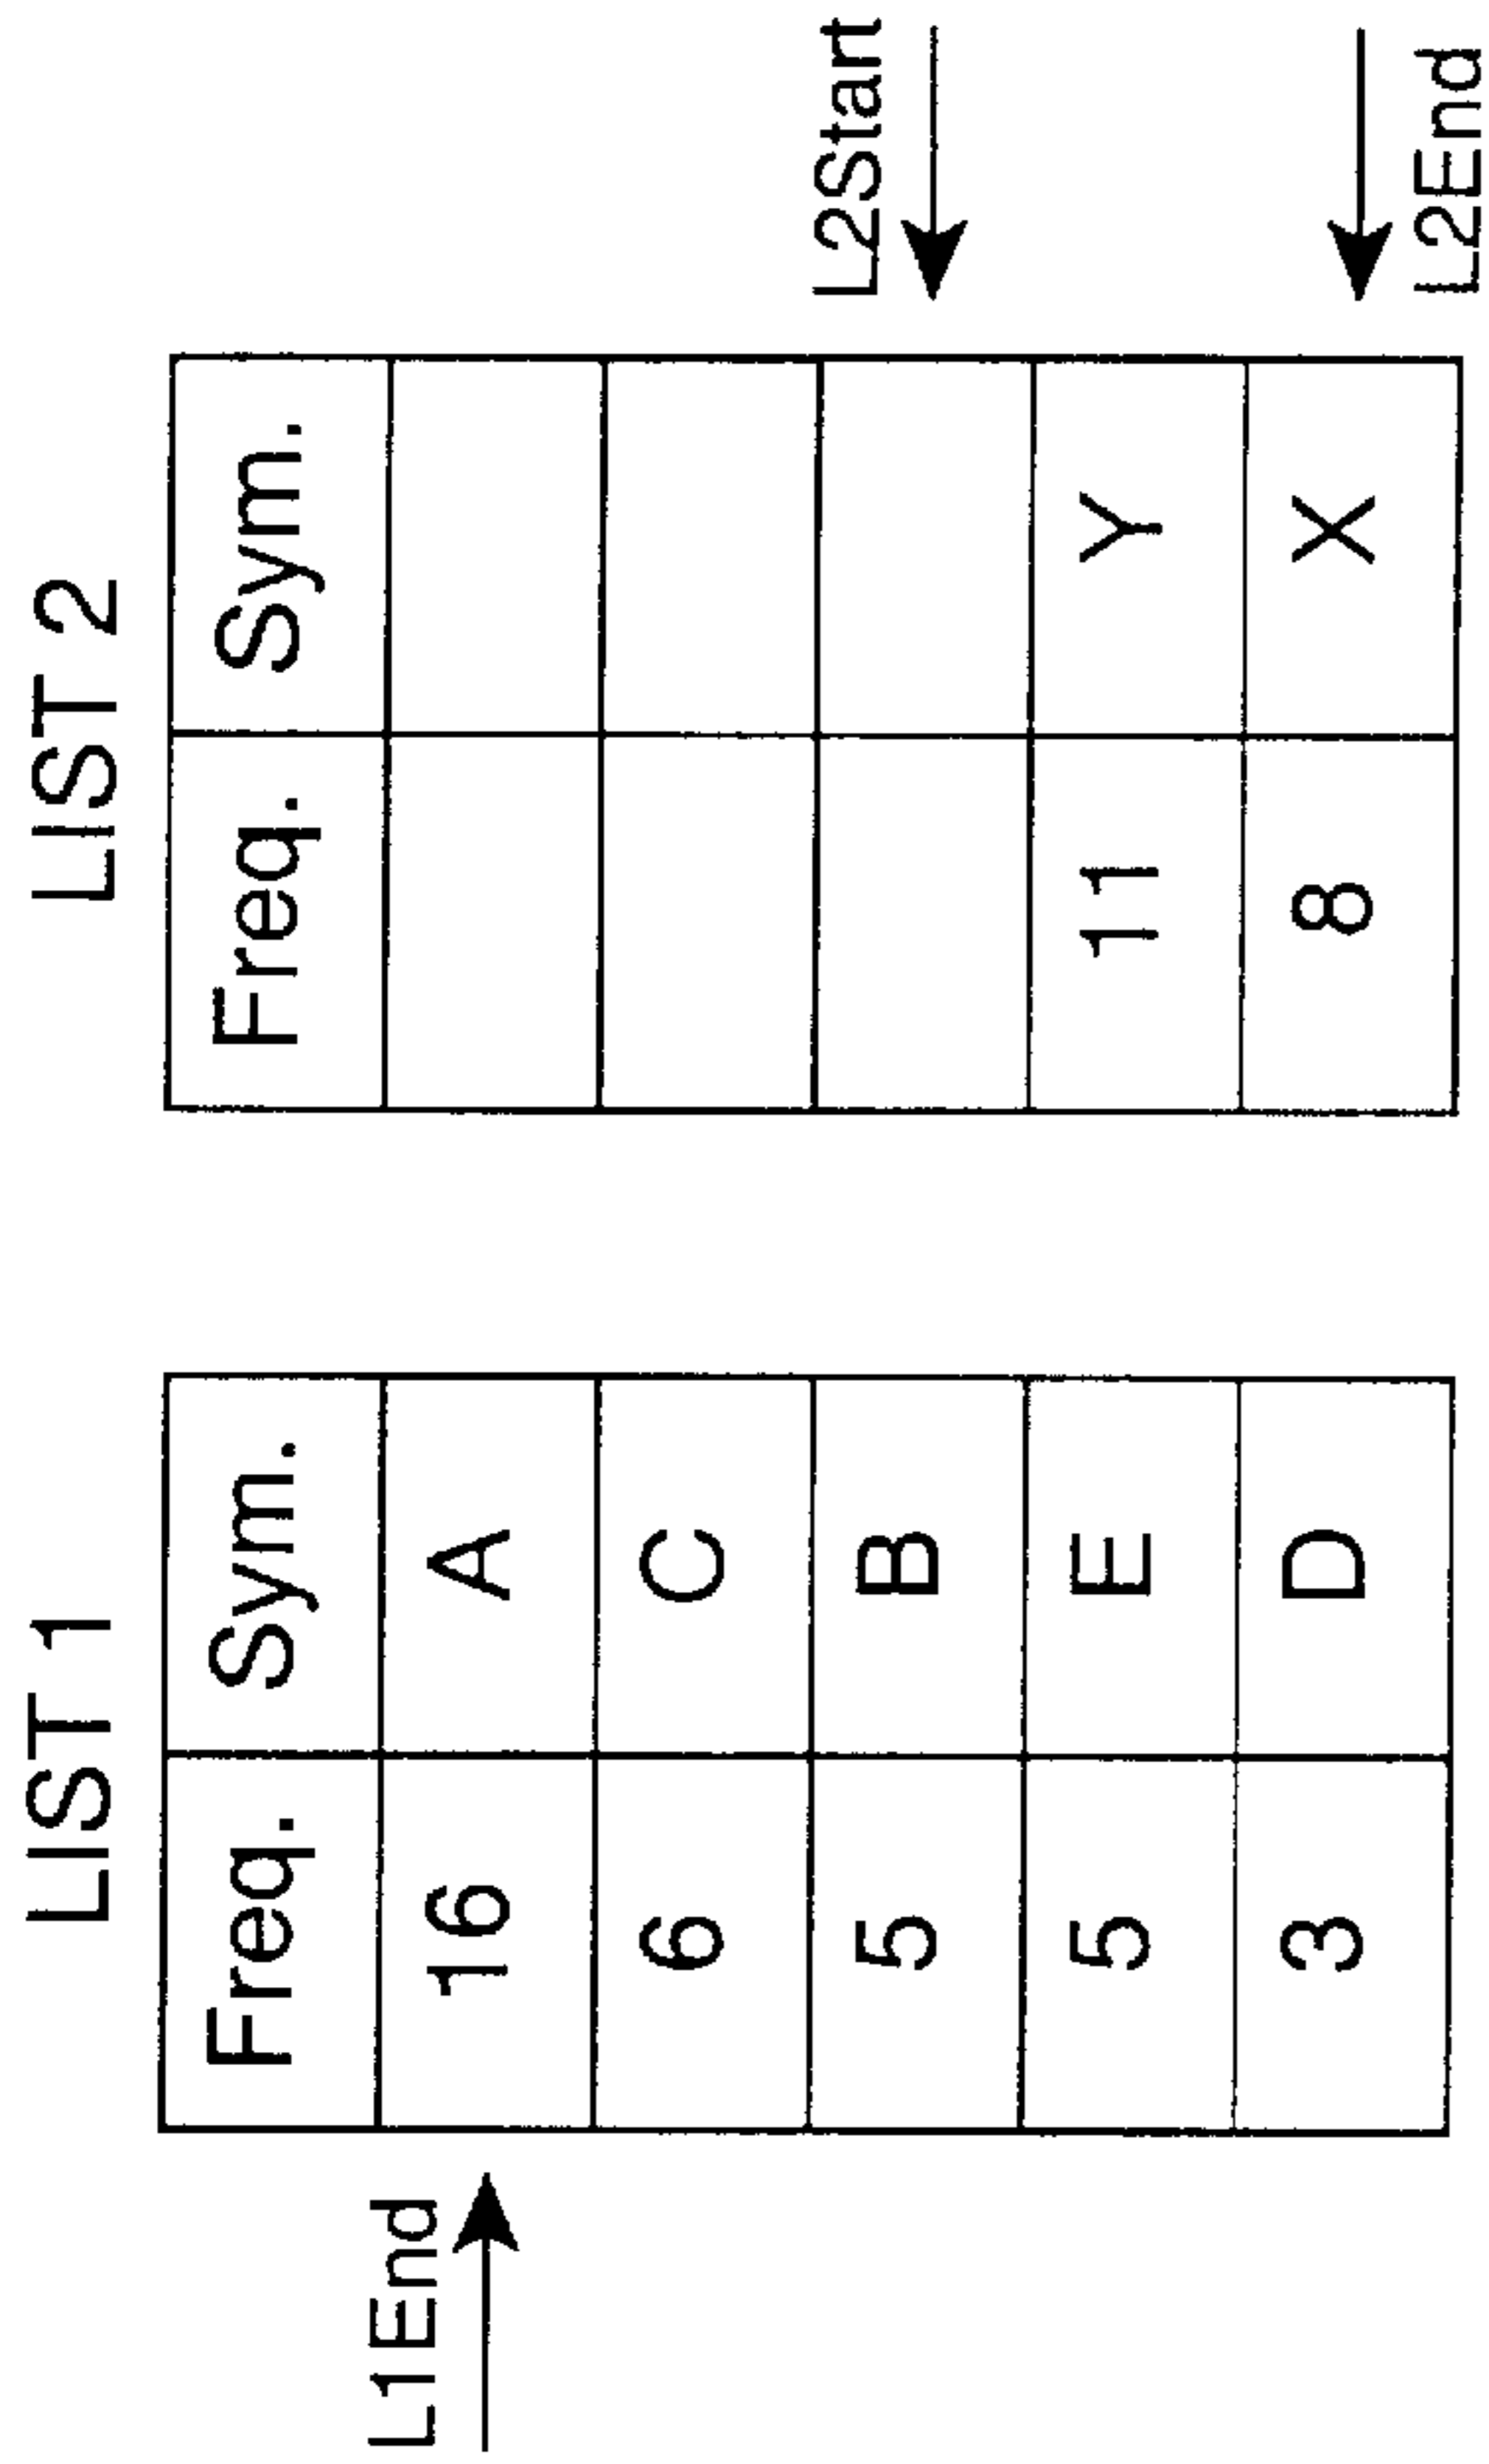 LIST 1
Freq. Sym.
L1End
16 A
6 C
5 B
5 E
3 D
LIST 2
Freq. Sym.
L2Start
11 Y
8 X
L2End